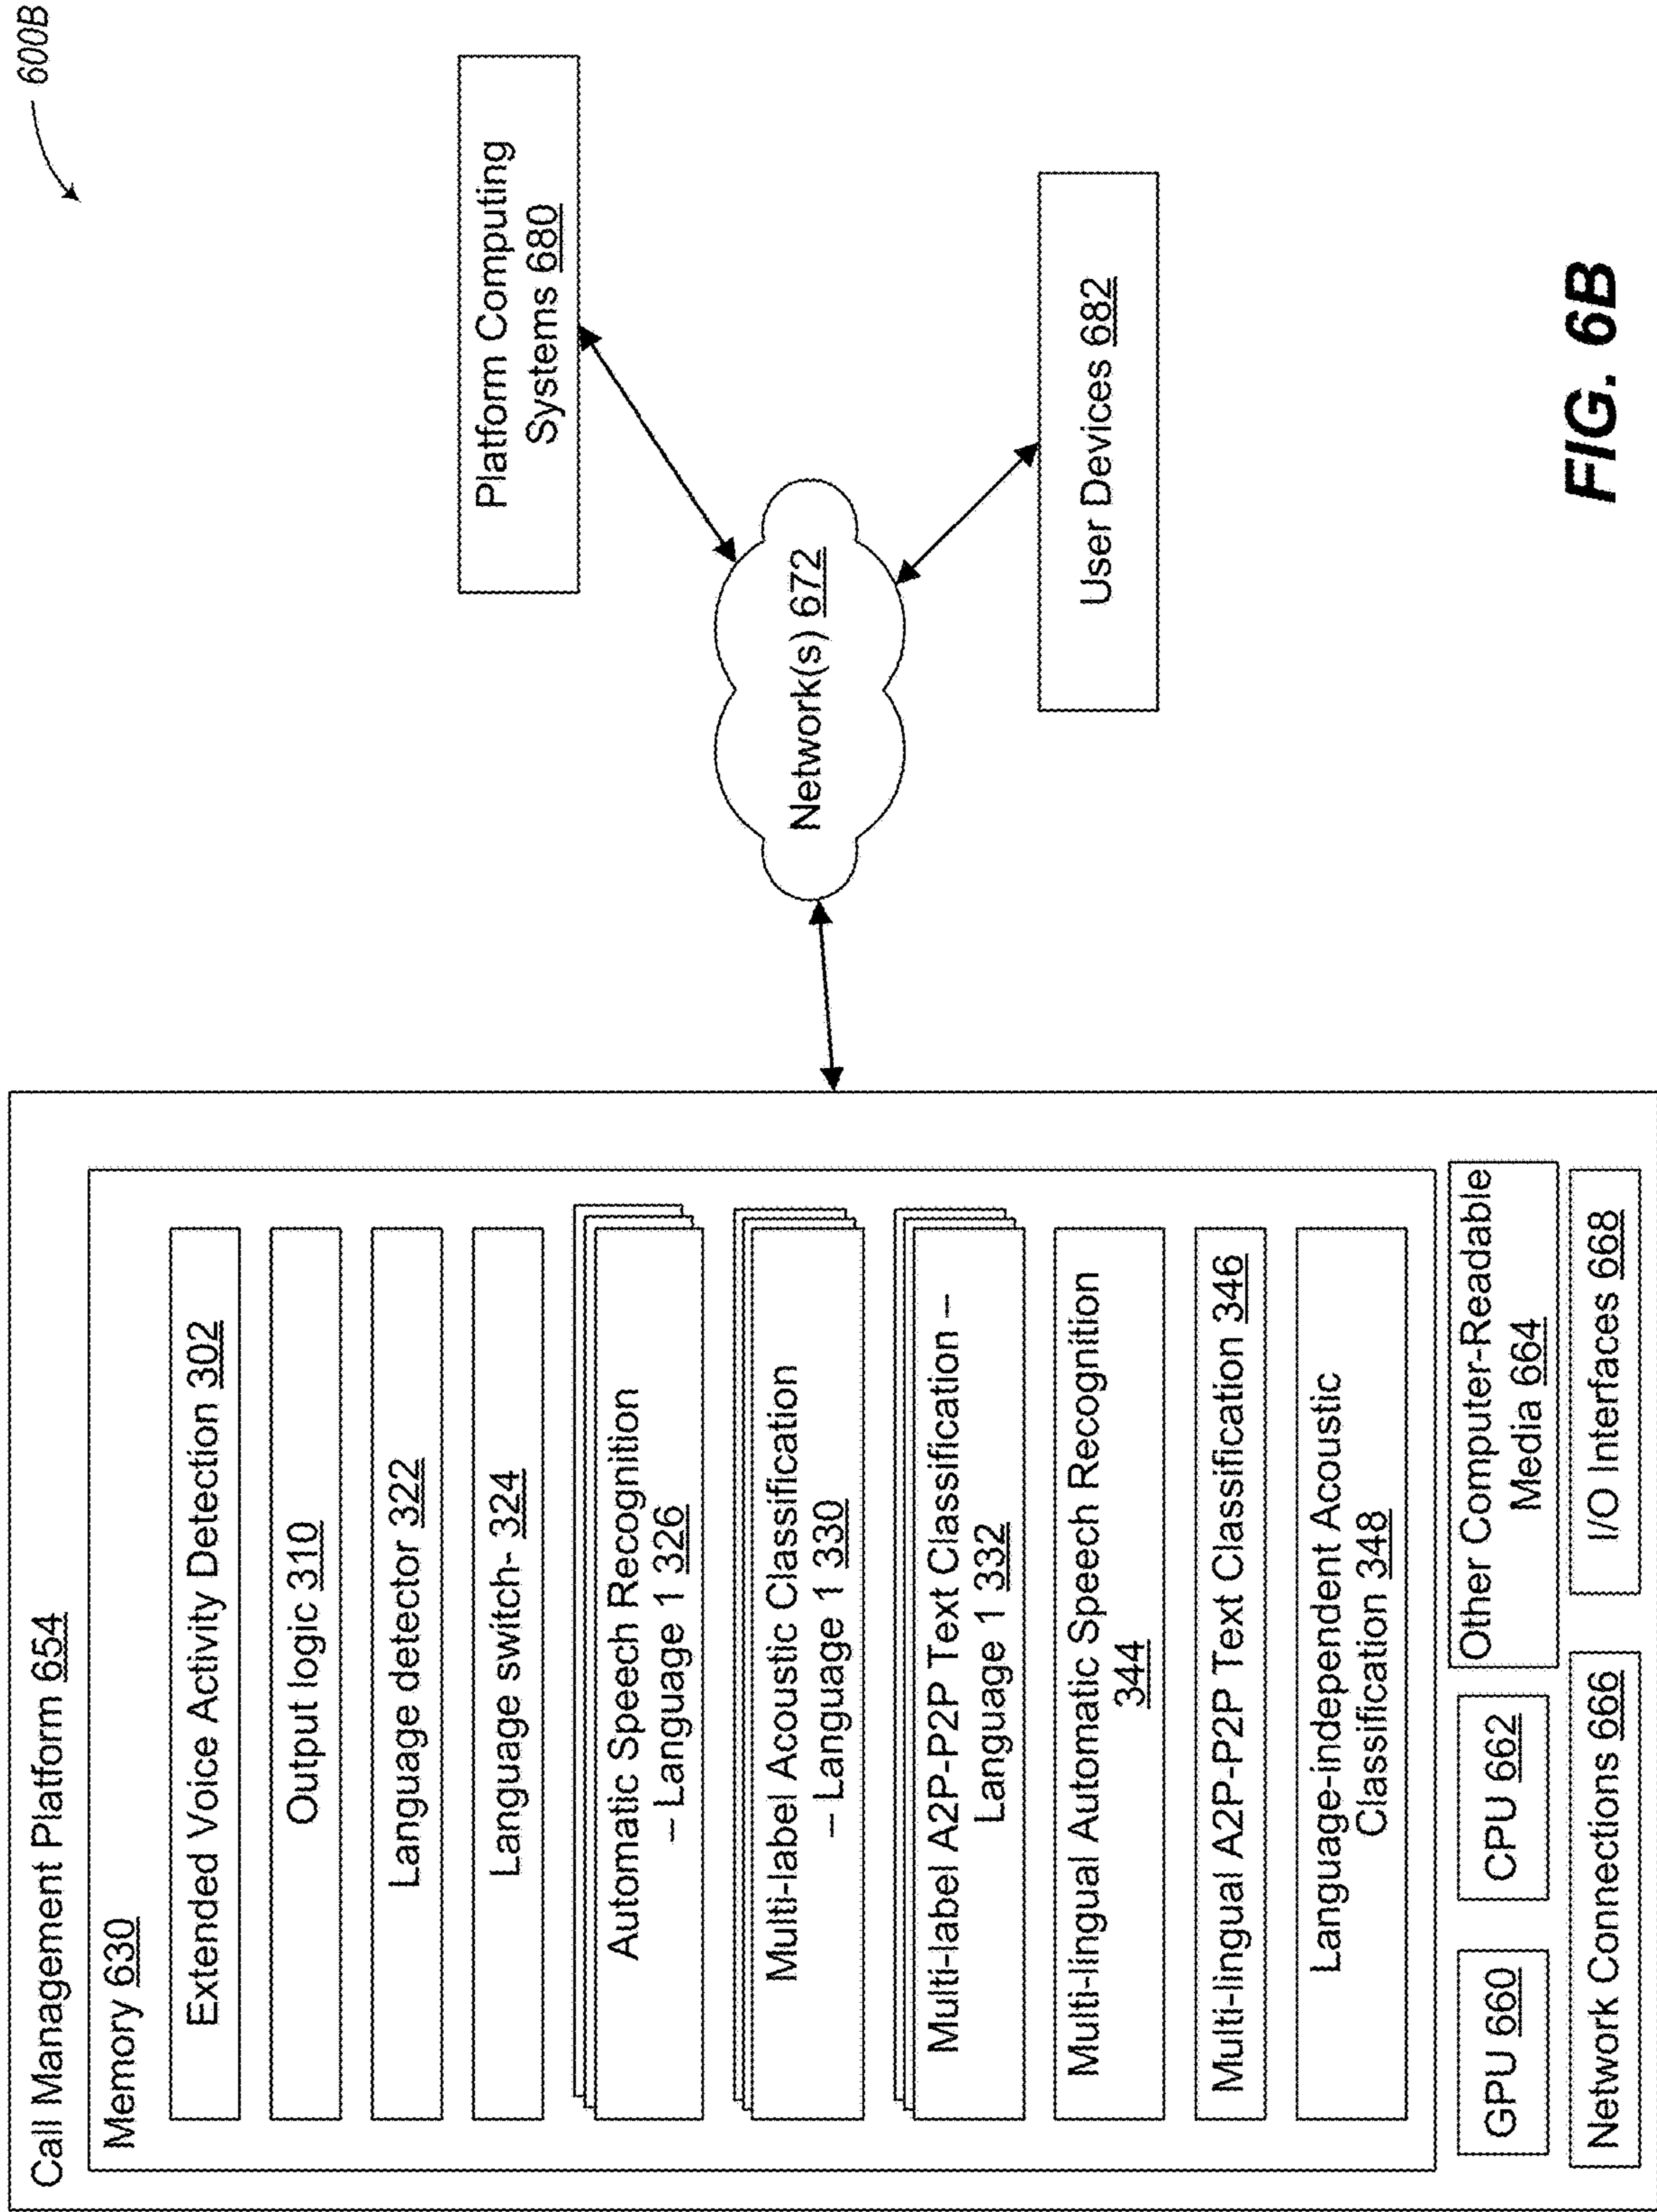 600B
Call Management Platform 654
Memory 630
Extended Voice Activity Detection 302
Output logic 310
Language detector 322
Language switch- 324
Automatic Speech Recognition
– Language 1 326
Multi-label Acoustic Classification
– Language 1 330
Multi-label A2P-P2P Text Classification –
Language 1 332
Multi-lingual Automatic Speech Recognition
344
Multi-lingual A2P-P2P Text Classification 346
Language-independent Acoustic
Classification 348
GPU 660
CPU 662
Other Computer-Readable
Media 664
Network Connections 666
I/O Interfaces 668
Network(s) 672
Platform Computing
Systems 680
User Devices 682
FIG. 6B